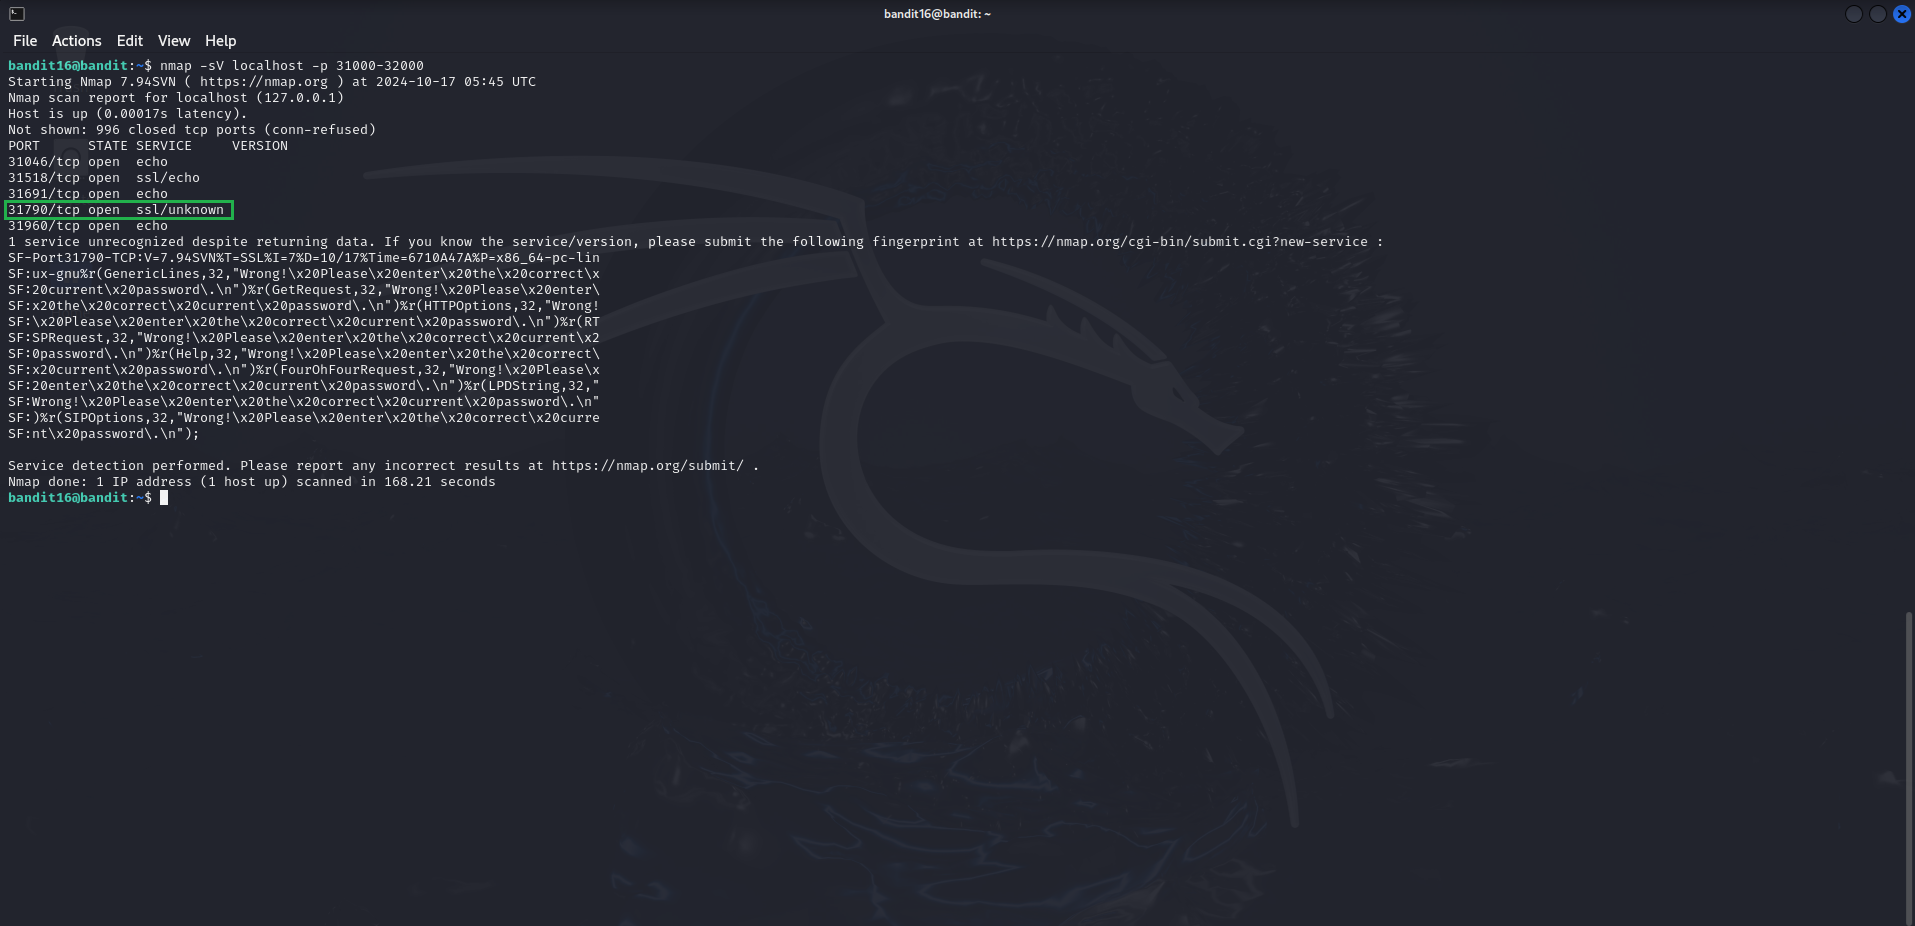 bandit16@bandit: ~
File Actions Edit View Help
bandit16@bandit:~$ nmap -sV localhost -p 31000-32000
Starting Nmap 7.94SVN ( https://nmap.org ) at 2024-10-17 05:45 UTC
Nmap scan report for localhost (127.0.0.1)
Host is up (0.00017s latency).
Not shown: 996 closed tcp ports (conn-refused)
PORT      STATE SERVICE     VERSION
31046/tcp open  echo
31518/tcp open  ssl/echo
31691/tcp open  echo
31790/tcp open  ssl/unknown
31960/tcp open  echo
1 service unrecognized despite returning data. If you know the service/version, please submit the following fingerprint at https://nmap.org/cgi-bin/submit.cgi?new-service :
SF-Port31790-TCP:V=7.94SVN%T=SSL%I=7%D=10/17%Time=6710A47A%P=x86_64-pc-lin
SF:ux-gnu%r(GenericLines,32,"Wrong!\x20Please\x20enter\x20the\x20correct\x
SF:20current\x20password\.\n")%r(GetRequest,32,"Wrong!\x20Please\x20enter\
SF:x20the\x20correct\x20current\x20password\.\n")%r(HTTPOptions,32,"Wrong!
SF:\x20Please\x20enter\x20the\x20correct\x20current\x20password\.\n")%r(RT
SF:SPRequest,32,"Wrong!\x20Please\x20enter\x20the\x20correct\x20current\x2
SF:0password\.\n")%r(Help,32,"Wrong!\x20Please\x20enter\x20the\x20correct\
SF:x20current\x20password\.\n")%r(FourOhFourRequest,32,"Wrong!\x20Please\x
SF:20enter\x20the\x20correct\x20current\x20password\.\n")%r(LPDString,32,"
SF:Wrong!\x20Please\x20enter\x20the\x20correct\x20current\x20password\.\n"
SF:)%r(SIPOptions,32,"Wrong!\x20Please\x20enter\x20the\x20correct\x20curre
SF:nt\x20password\.\n");
Service detection performed. Please report any incorrect results at https://nmap.org/submit/ .
Nmap done: 1 IP address (1 host up) scanned in 168.21 seconds
bandit16@bandit:~$